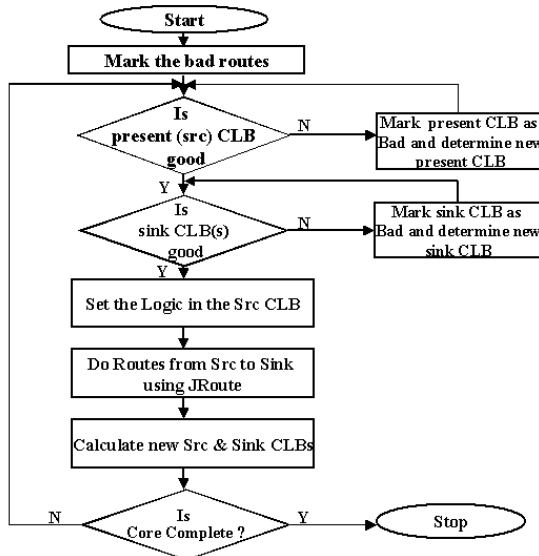 Start
Mark the bad routes
Is
present (src) CLB
good
N
Mark present CLB as
Bad and determine new
present CLB
Y
Is
sink CLB(s)
good
N
Mark sink CLB as
Bad and determine new
sink CLB
Y
Set the Logic in the Src CLB
Do Routes from Src to Sink
using JRoute
Calculate new Src & Sink CLBs
N
Is
Core Complete ?
Y
Stop